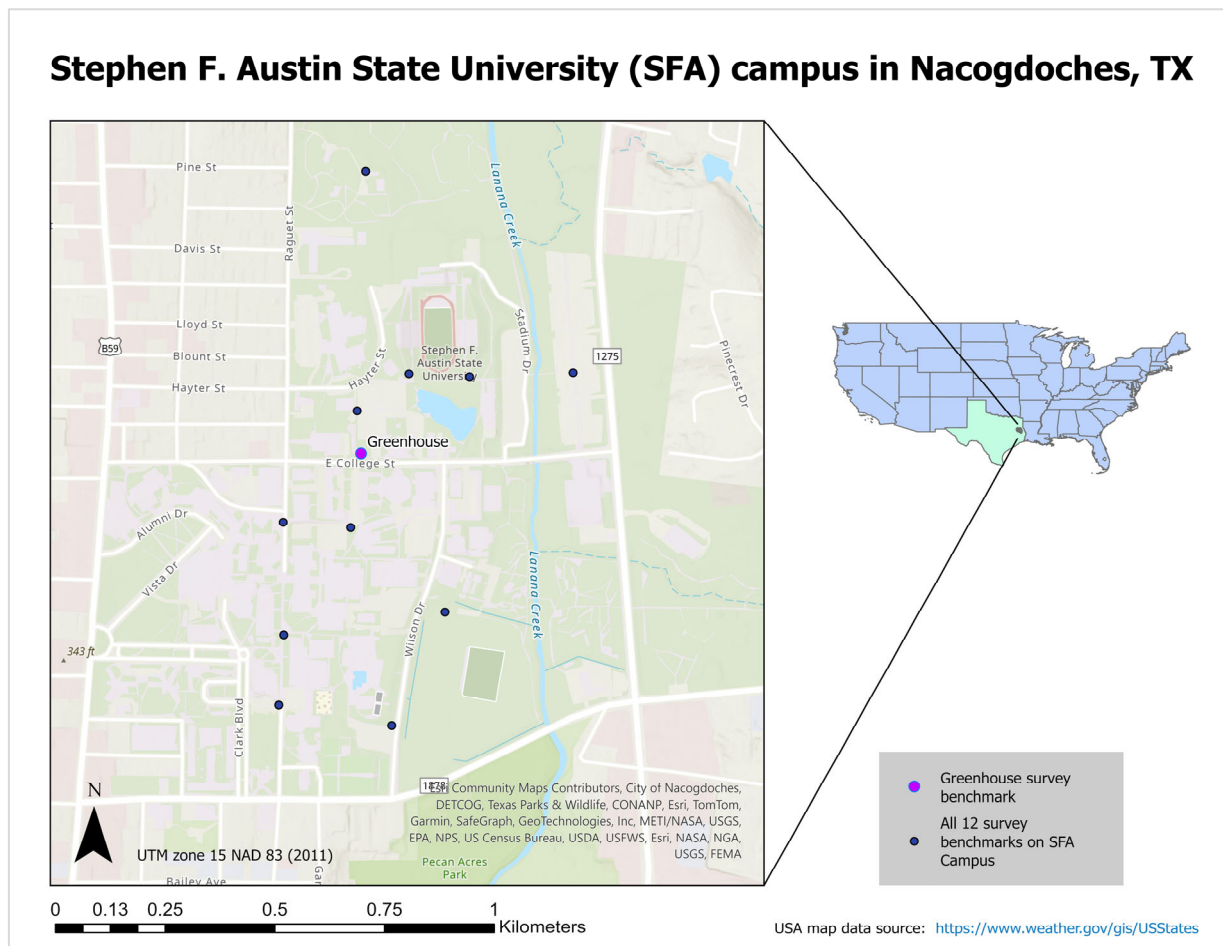 Stephen F. Austin State University (SFA) campus in Nacogdoches, TX
Pine St
Lanana Creek
Raguet St
Davis St
Lloyd St
Stadium Dr
B59
Blount St
Stephen F.
Austin State
University
1275
Pinecrest Dr
Hayter St
Hayter St
Greenhouse
E College St
Alumni Dr
Vista Dr
Lanana Creek
Wilson Dr
343 ft
Clark Blvd
N
1878
Esri Community Maps Contributors, City of Nacogdoches,
DETCOG, Texas Parks & Wildlife, CONANP, Esri, TomTom,
Garmin, SafeGraph, GeoTechnologies, Inc, METI/NASA, USGS,
EPA, NPS, US Census Bureau, USDA, USFWS, Esri, NASA, NGA,
USGS, FEMA
UTM zone 15 NAD 83 (2011)
Pecan Acres
Park
Bailey Ave
Gar
Greenhouse survey
benchmark
All 12 survey
benchmarks on SFA
Campus
0 0.13 0.25 0.5 0.75 1
Kilometers
USA map data source: https://www.weather.gov/gis/USStates